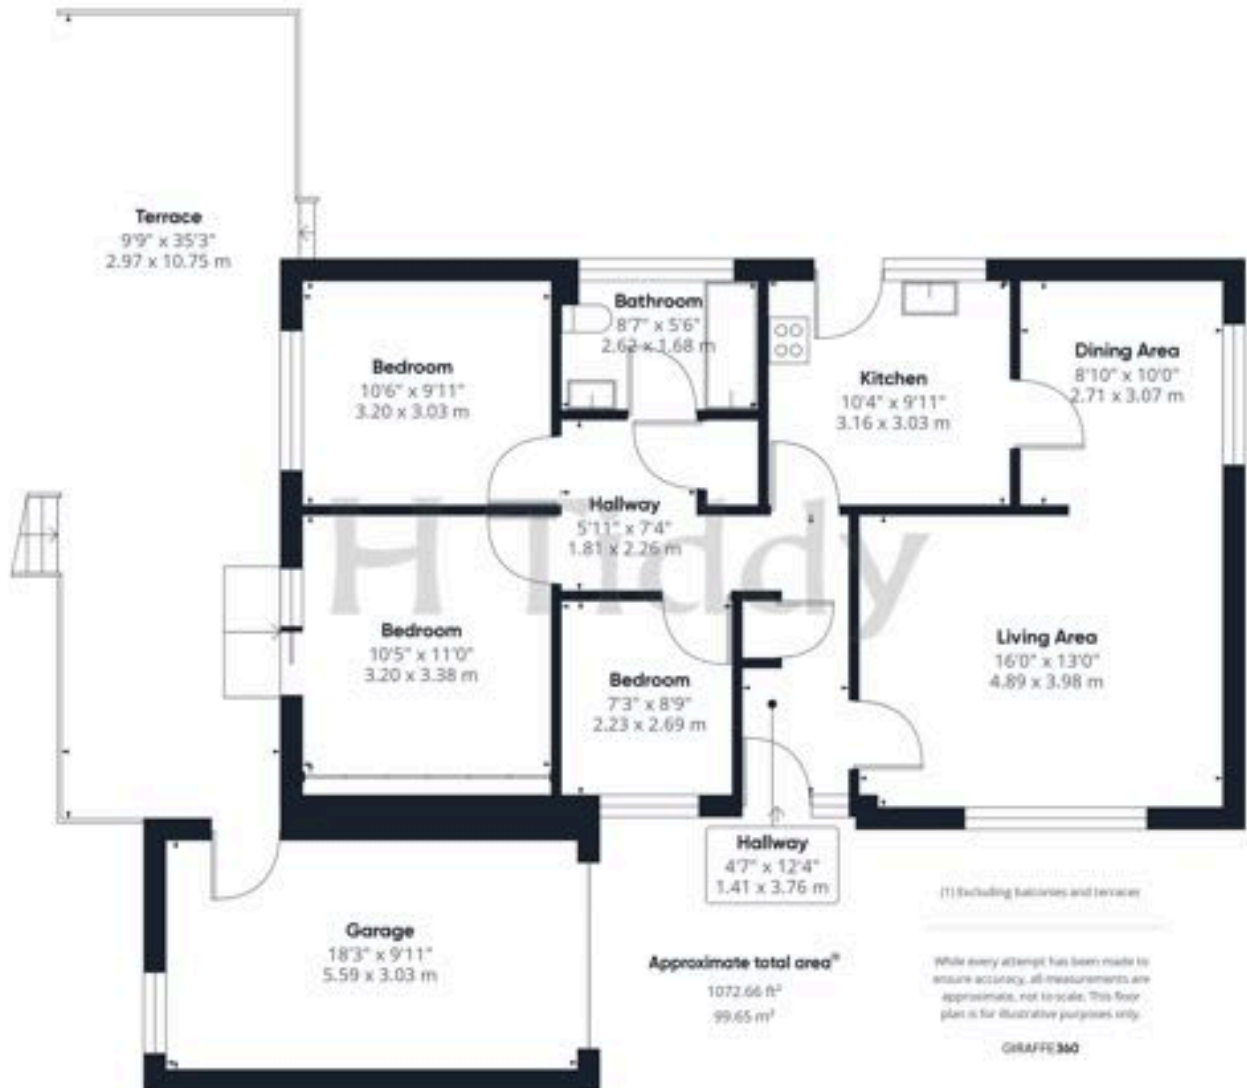 Terrace
9'9" x 35'3"
2.97 x 10.75 m
Bathroom
8'7" x 5'6"
2.62 x 1.68 m
Bedroom
10'6" x 9'11"
3.20 x 3.03 m
Kitchen
10'4" x 9'11"
3.16 x 3.03 m
Dining Area
8'10" x 10'0"
2.71 x 3.07 m
Hallway
5'11" x 7'4"
1.81 x 2.26 m
H Tiddy
Bedroom
10'5" x 11'0"
3.20 x 3.38 m
Bedroom
7'3" x 8'9"
2.23 x 2.69 m
Living Area
16'0" x 13'0"
4.89 x 3.98 m
Hallway
4'7" x 12'4"
1.41 x 3.76 m
Garage
18'3" x 9'11"
5.59 x 3.03 m
Approximate total area⁽¹⁾
1072.66 ft²
99.65 m²
(1) Excluding balconies and terraces
While every attempt has been made to
ensure accuracy, all measurements are
approximate, not to scale. This floor
plan is for illustrative purposes only.
GIRAFFE360